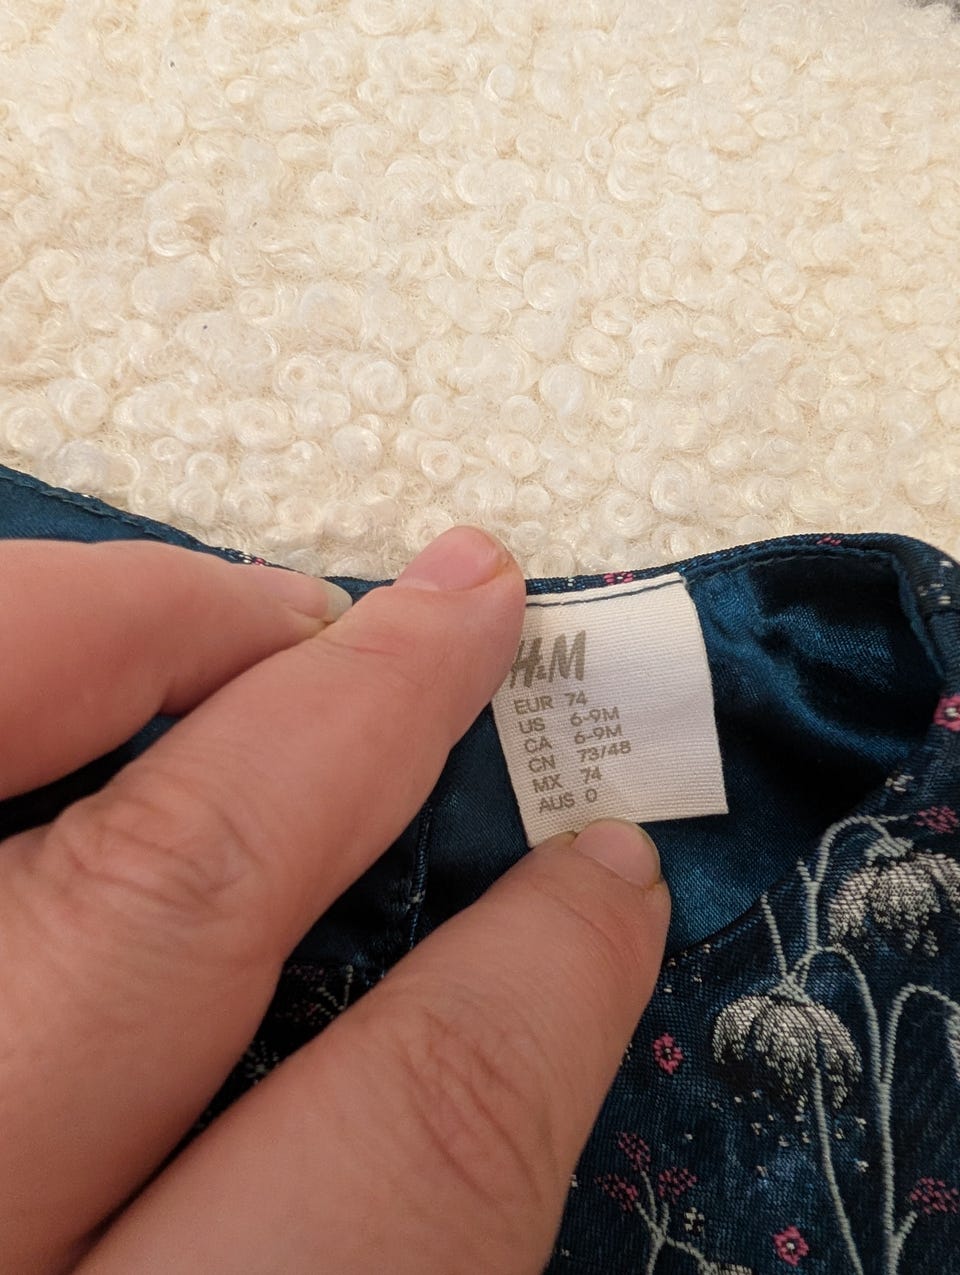 H&M
EUR 74
US 6-9M
CA 6-9M
CN 73/48
MX 74
AUS 0